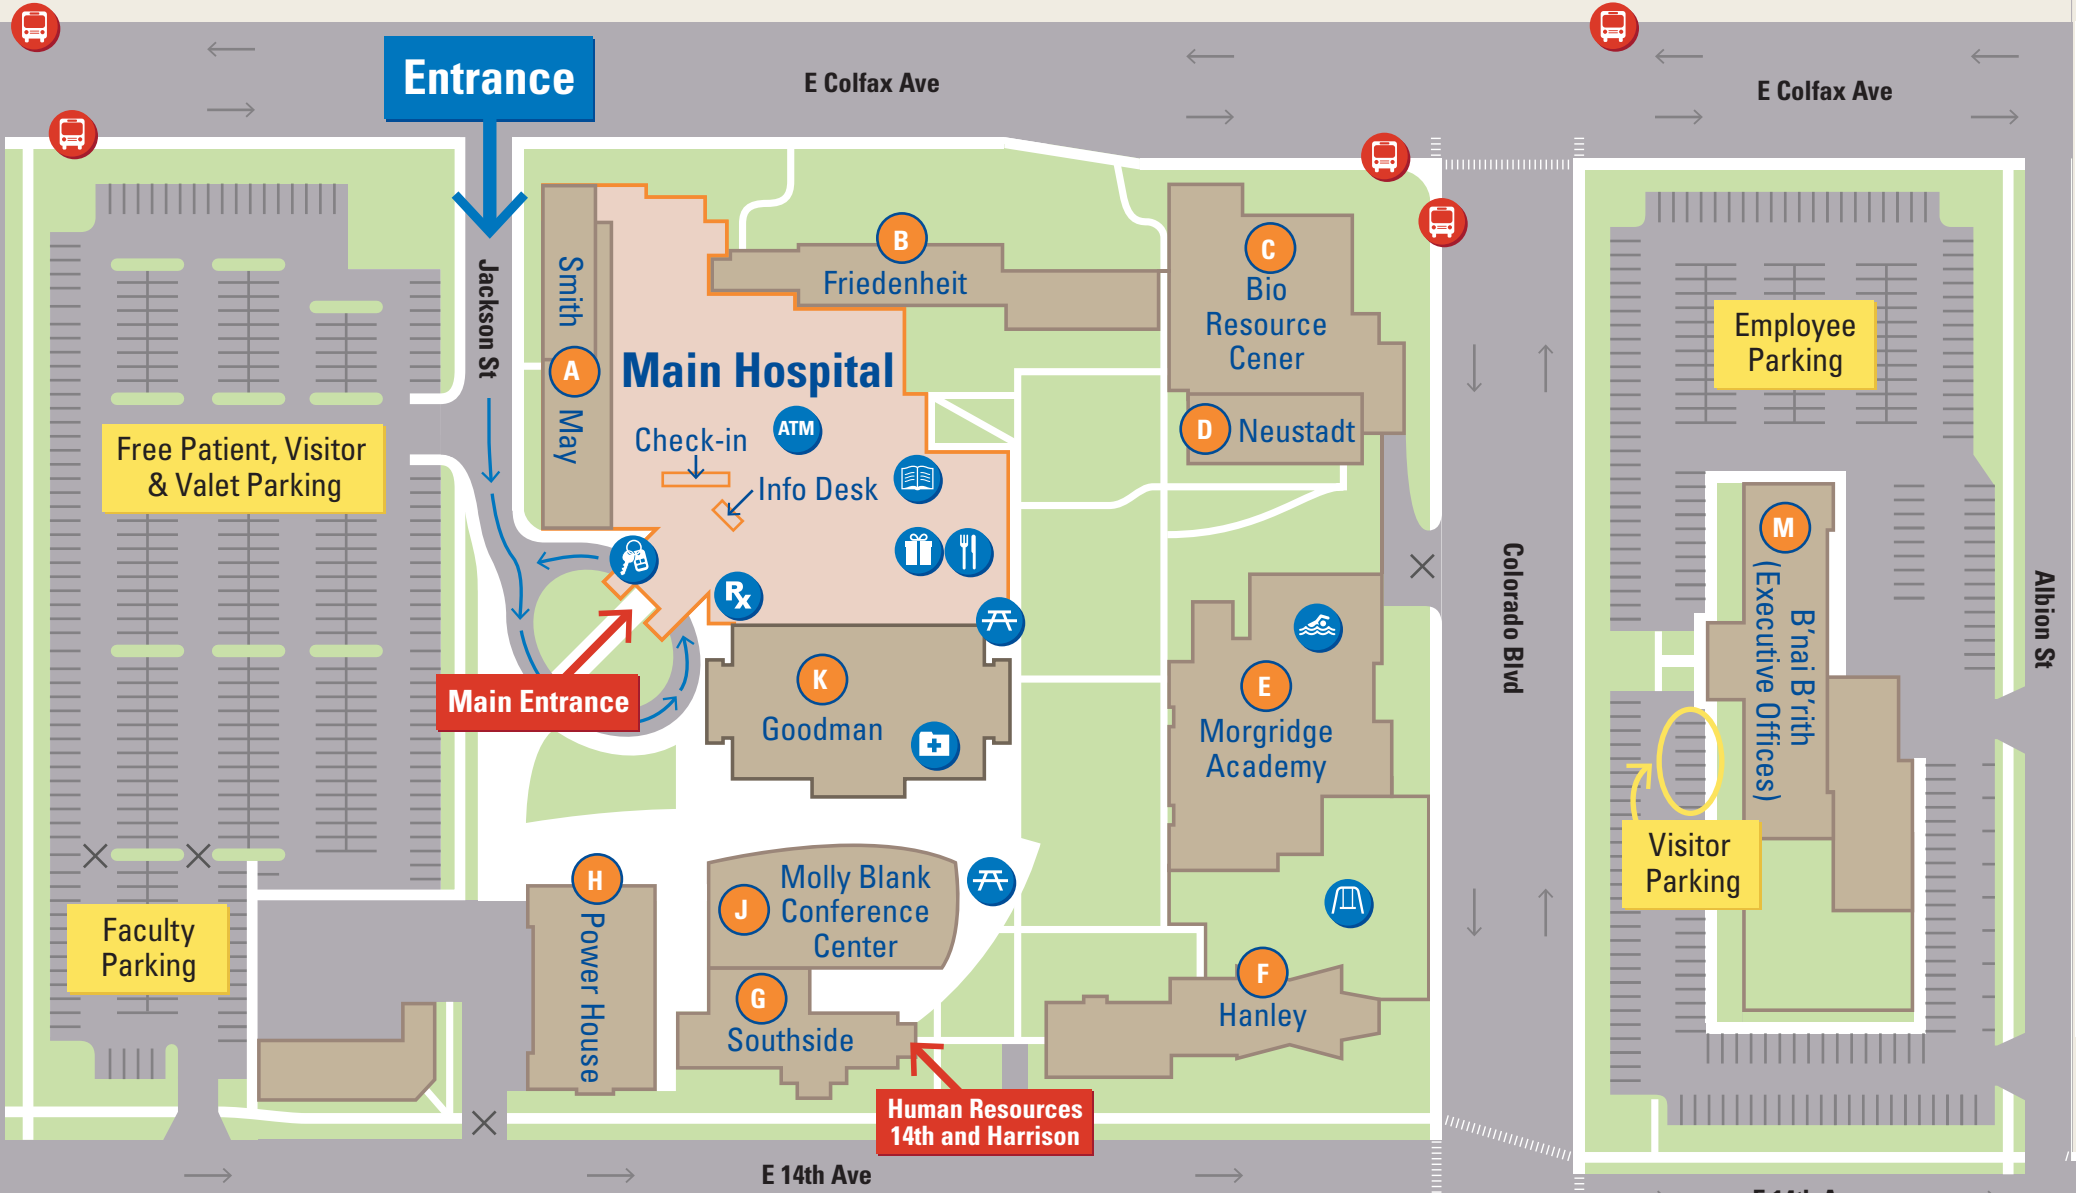 Entrance
E Colfax Ave
E Colfax Ave
Jackson St
Smith
A
May
B
Friedenheit
C
Bio
Resource
Cener
D
Neustadt
Main Hospital
ATM
Check-in
Info Desk
Rx
Free Patient, Visitor
& Valet Parking
Employee
Parking
Main Entrance
K
Goodman
E
Morgridge
Academy
Colorado Blvd
M
B'nai B'rith
(Executive Offices)
Albion St
Visitor
Parking
Faculty
Parking
H
Power House
J
Molly Blank
Conference
Center
G
Southside
F
Hanley
Human Resources
14th and Harrison
E 14th Ave